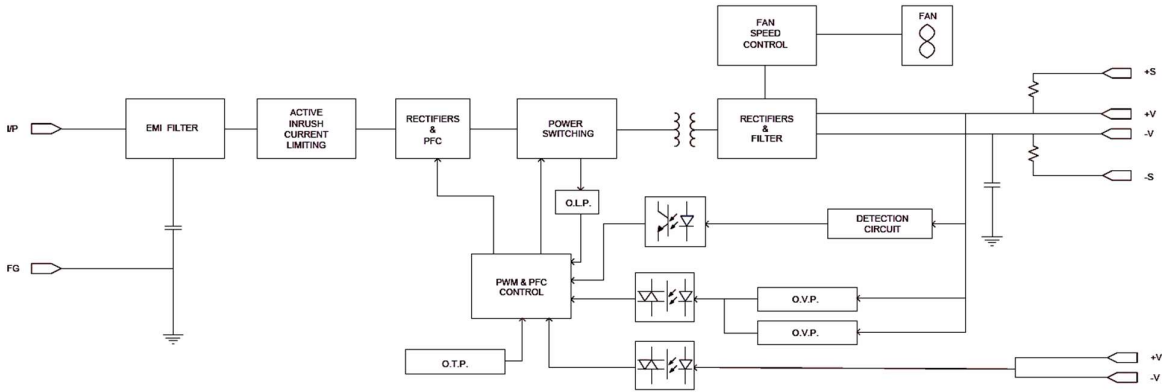 FAN
SPEED
CONTROL
FAN
+S
I/P
EMI FILTER
ACTIVE
INRUSH
CURRENT
LIMITING
RECTIFIERS
&
PFC
POWER
SWITCHING
RECTIFIERS
&
FILTER
+V
-V
-S
O.L.P.
DETECTION
CIRCUIT
FG
PWM & PFC
CONTROL
O.V.P.
O.V.P.
O.T.P.
+V
-V